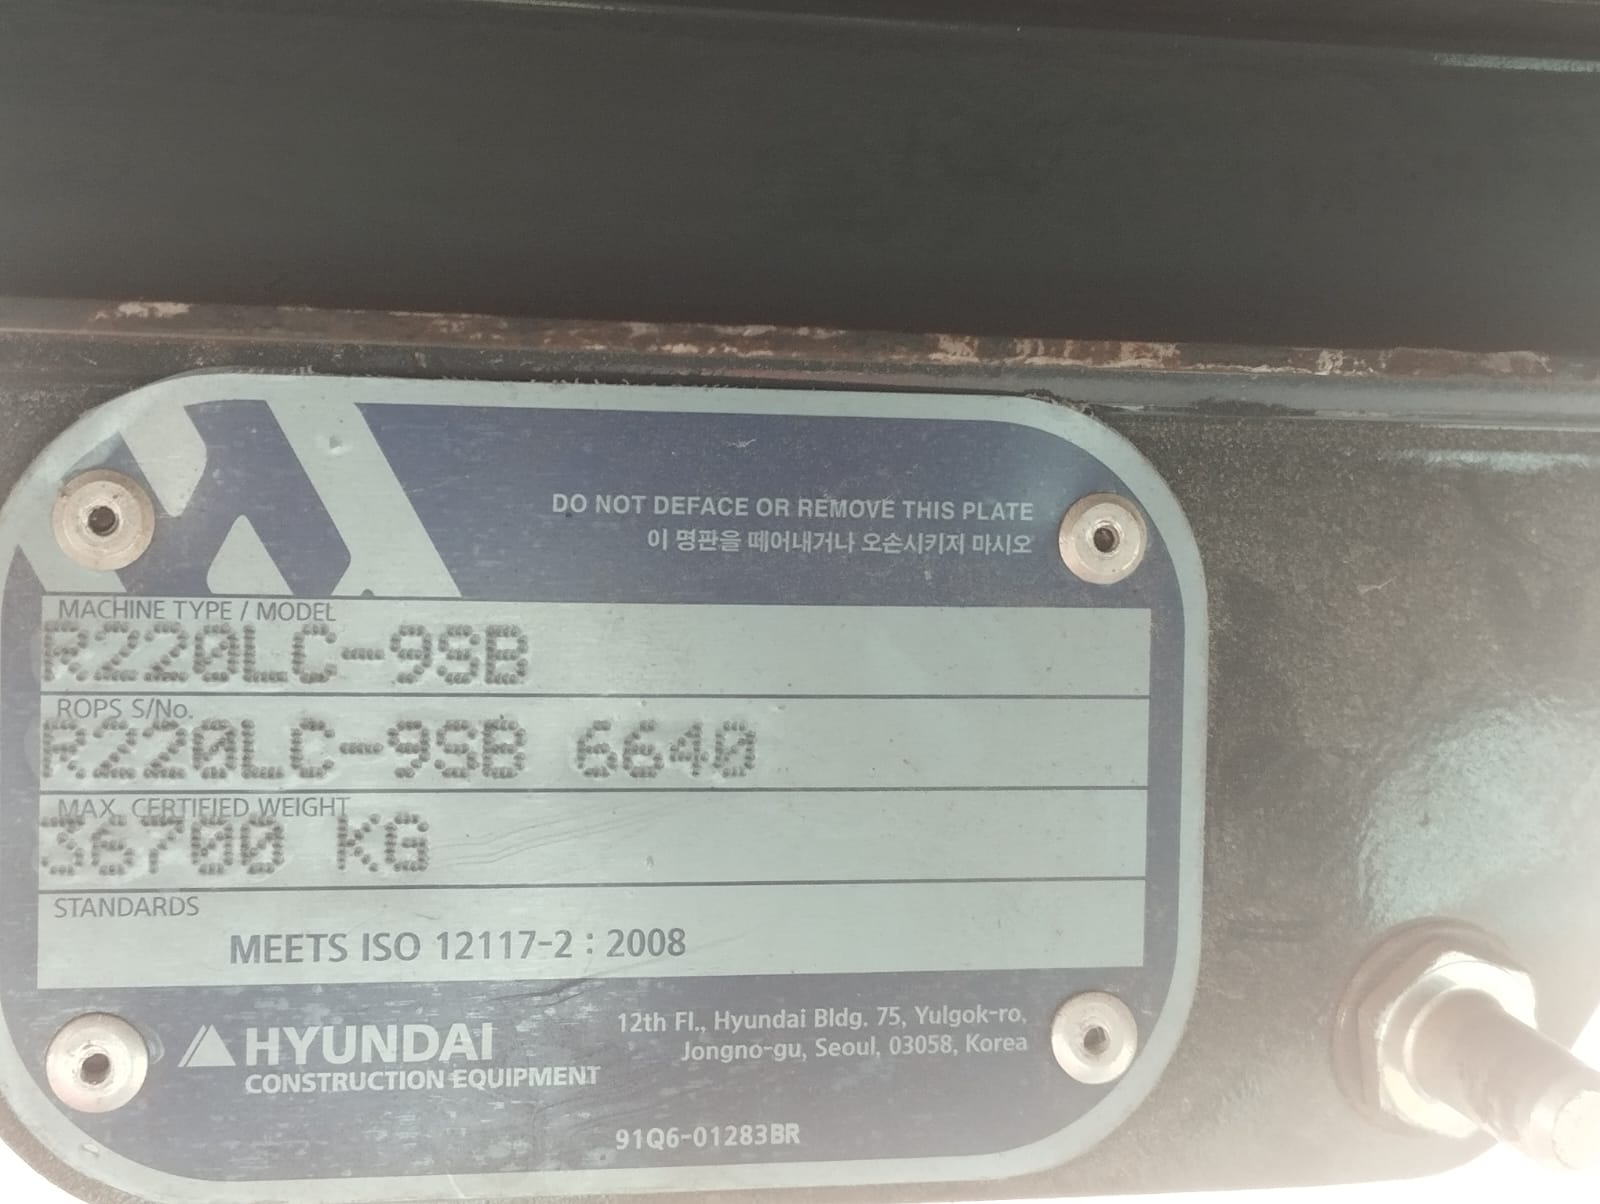 DO NOT DEFACE OR REMOVE THIS PLATE
이 명판을 떼어내거나 오손시키지 마시오
MACHINE TYPE / MODEL
R220LC-9SB
ROPS S/No.
R220LC-9SB 6640
MAX. CERTIFIED WEIGHT
36700 KG
STANDARDS
MEETS ISO 12117-2 : 2008
HYUNDAI
CONSTRUCTION EQUIPMENT
12th Fl., Hyundai Bldg. 75, Yulgok-ro,
Jongno-gu, Seoul, 03058, Korea
91Q6-01283BR